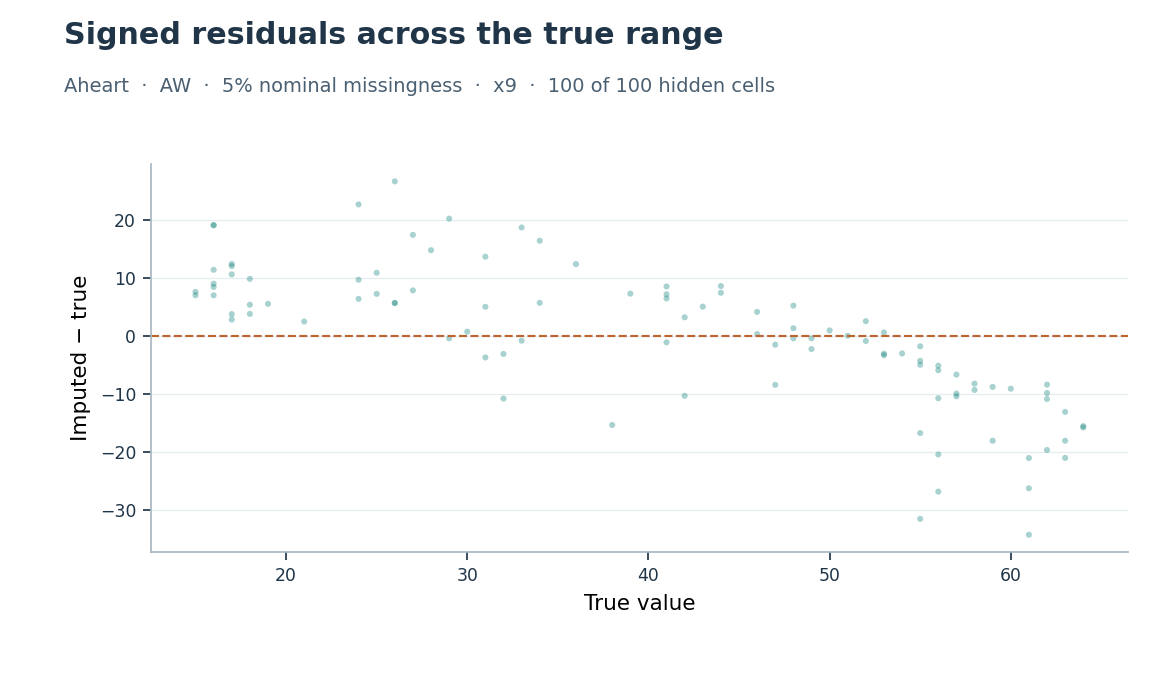 Signed residuals across the true range
Aheart · AW · 5% nominal missingness · x9 · 100 of 100 hidden cells
Imputed − true
20
10
0
−10
−20
−30
20 30 40 50 60
True value